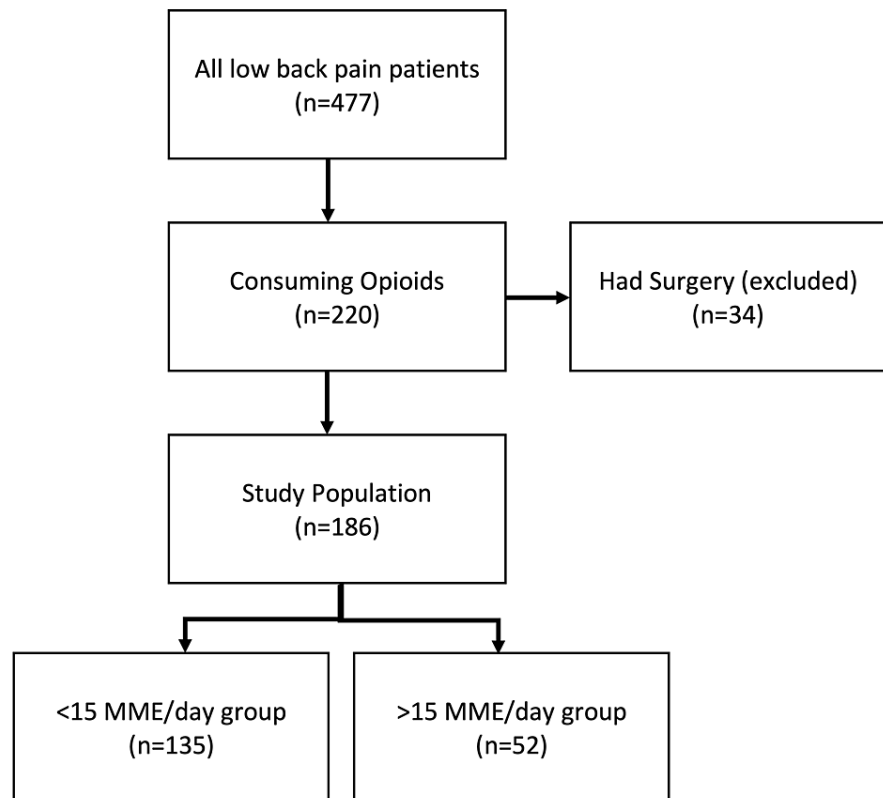 All low back pain patients
(n=477)
Consuming Opioids
(n=220)
Had Surgery (excluded)
(n=34)
Study Population
(n=186)
<15 MME/day group
(n=135)
>15 MME/day group
(n=52)